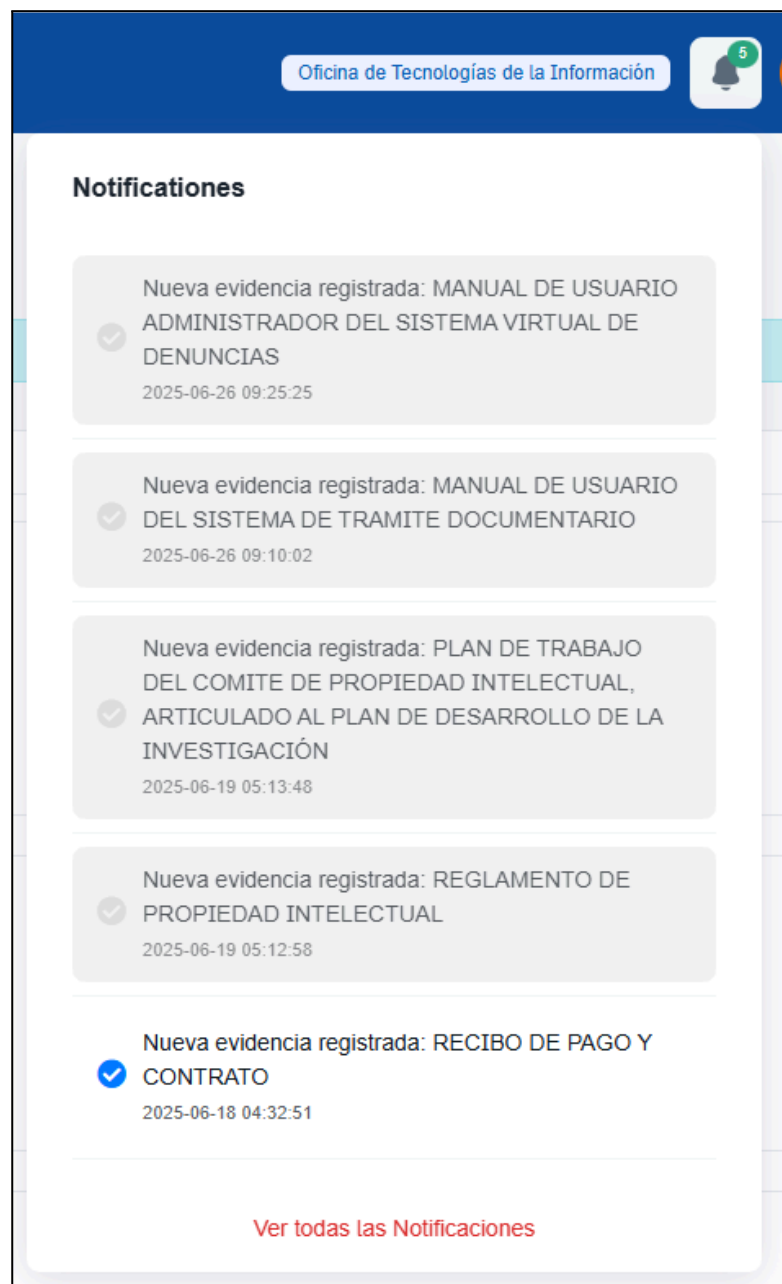 Oficina de Tecnologías de la Información
5
Notificationes
Nueva evidencia registrada: MANUAL DE USUARIO
ADMINISTRADOR DEL SISTEMA VIRTUAL DE
DENUNCIAS
2025-06-26 09:25:25
Nueva evidencia registrada: MANUAL DE USUARIO
DEL SISTEMA DE TRAMITE DOCUMENTARIO
2025-06-26 09:10:02
Nueva evidencia registrada: PLAN DE TRABAJO
DEL COMITE DE PROPIEDAD INTELECTUAL,
ARTICULADO AL PLAN DE DESARROLLO DE LA
INVESTIGACIÓN
2025-06-19 05:13:48
Nueva evidencia registrada: REGLAMENTO DE
PROPIEDAD INTELECTUAL
2025-06-19 05:12:58
Nueva evidencia registrada: RECIBO DE PAGO Y
CONTRATO
2025-06-18 04:32:51
Ver todas las Notificaciones